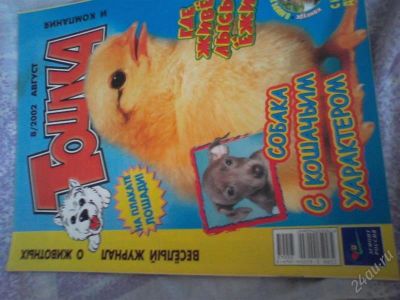 ВЕСЁЛЫЙ ЖУРНАЛ О ЖИВОТНЫХ
ТОШКА
И КОМПАНИЯ
8/2002 АВГУСТ
НА ПЛАКАТЕ
ЛОШАДИ!
ГДЕ
ЖИВЁТ
ЛЫСЫЙ
ЁЖИК
СОБАКА
С КОШАЧЬИМ
ХАРАКТЕРОМ
24au.ru